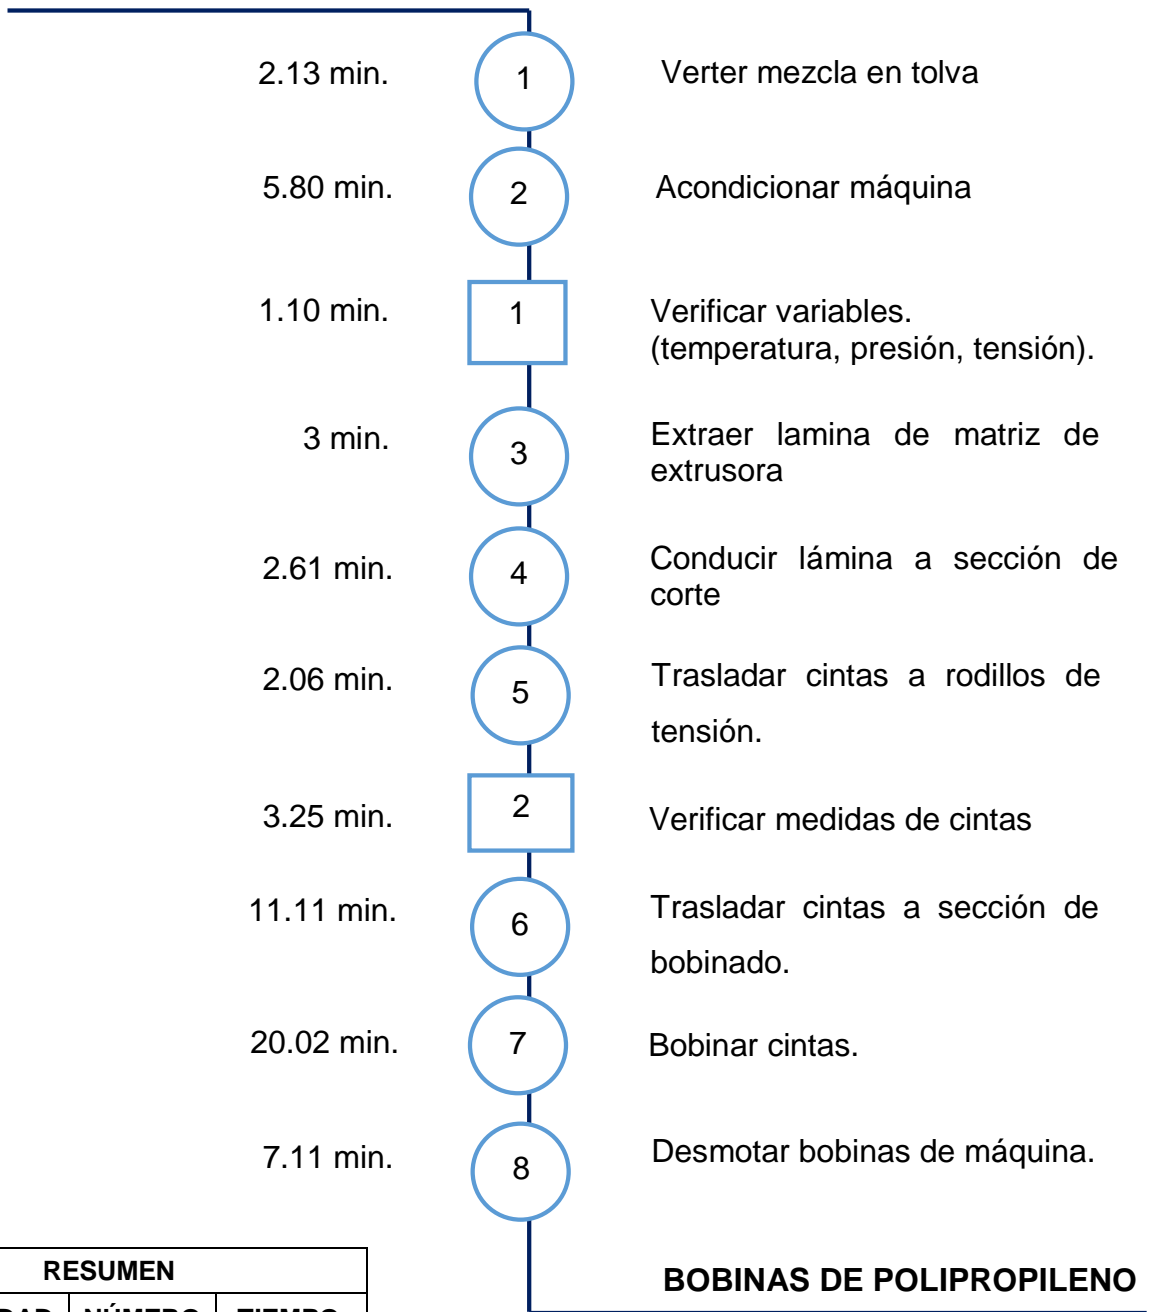 2.13 min.
1
Verter mezcla en tolva
5.80 min.
2
Acondicionar máquina
1.10 min.
1
Verificar variables.
(temperatura, presión, tensión).
3 min.
3
Extraer lamina de matriz de
extrusora
2.61 min.
4
Conducir lámina a sección de
corte
2.06 min.
5
Trasladar cintas a rodillos de
tensión.
3.25 min.
2
Verificar medidas de cintas
11.11 min.
6
Trasladar cintas a sección de
bobinado.
20.02 min.
7
Bobinar cintas.
7.11 min.
8
Desmotar bobinas de máquina.
RESUMEN
NÚMERO TIEMPO
BOBINAS DE POLIPROPILENO